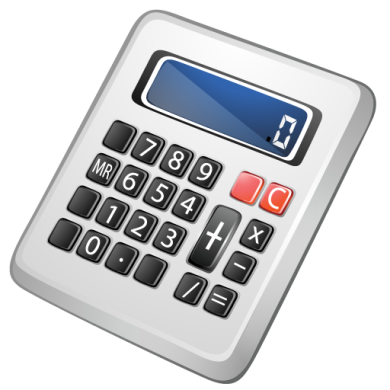 .0
7 8 9
MR 6 5 4 C
1 2 3 + x
0 . -
/ =